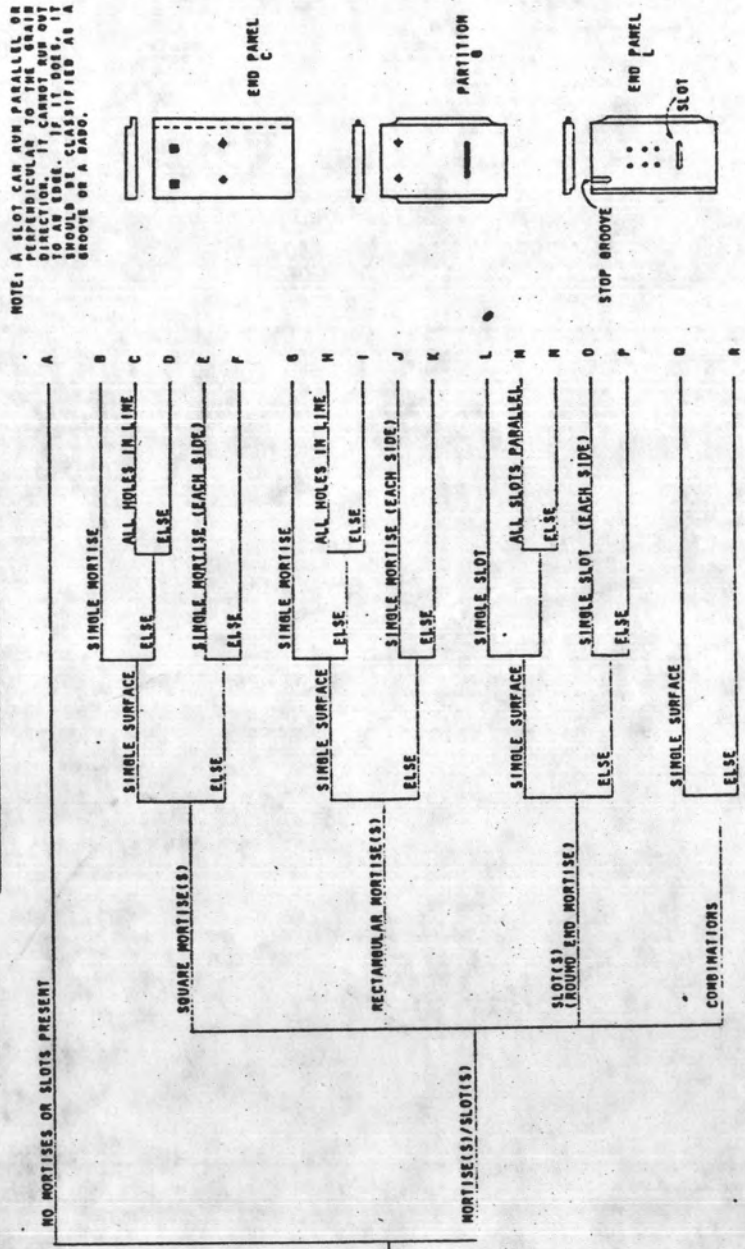 NO MORTISES OR SLOTS PRESENT A
MORTISE(S)/SLOT(S)
SQUARE MORTISE(S)
SINGLE SURFACE
SINGLE MORTISE B
ELSE
ALL HOLES IN LINE C
ELSE D
ELSE
SINGLE MORTISE (EACH SIDE) E
ELSE F
RECTANGULAR MORTISE(S)
SINGLE SURFACE
SINGLE MORTISE G
ELSE
ALL HOLES IN LINE H
ELSE I
ELSE
SINGLE MORTISE (EACH SIDE) J
ELSE K
SLOT(S)
(ROUND END MORTISE)
SINGLE SURFACE
SINGLE SLOT L
ELSE
ALL SLOTS PARALLEL M
ELSE N
ELSE
SINGLE SLOT (EACH SIDE) O
ELSE P
COMBINATIONS
SINGLE SURFACE Q
ELSE R
NOTE: A SLOT CAN RUN PARALLEL OR
PERPENDICULAR TO THE GRAIN
DIRECTION. IT CANNOT RUN OUT
TO AN EDGE. IF IT DOES, IT
SHOULD BE CLASSIFIED AS A
GROOVE OR A DADO.
END PANEL
C
PARTITION
G
STOP GROOVE
END PANEL
L
SLOT